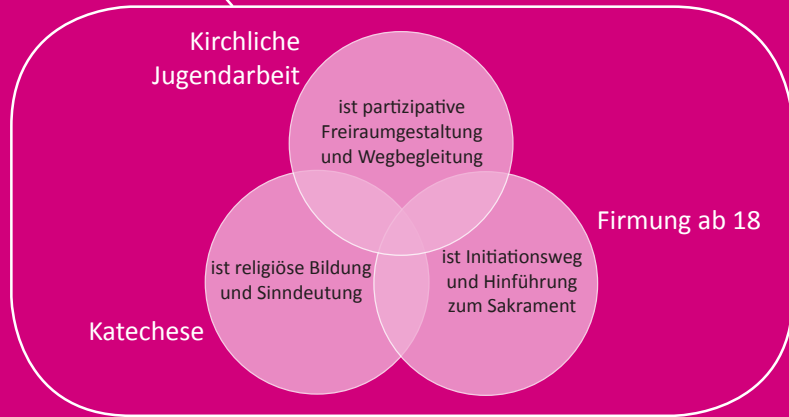 Kirchliche
Jugendarbeit
ist partizipative
Freiraumgestaltung
und Wegbegleitung
Firmung ab 18
ist Initiationsweg
und Hinführung
zum Sakrament
ist religiöse Bildung
und Sinndeutung
Katechese